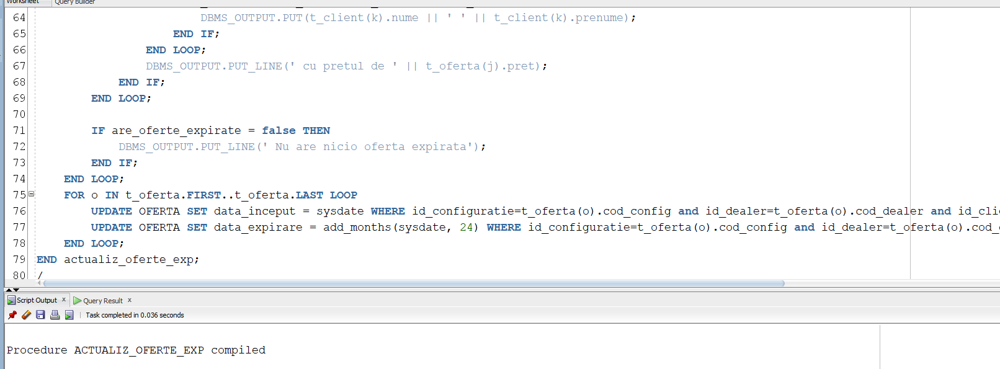 Worksheet Query Builder
64 DBMS_OUTPUT.PUT(t_client(k).nume || ' ' || t_client(k).prenume);
65 END IF;
66 END LOOP;
67 DBMS_OUTPUT.PUT_LINE(' cu pretul de ' || t_oferta(j).pret);
68 END IF;
69 END LOOP;
70
71 IF are_oferte_expirate = false THEN
72 DBMS_OUTPUT.PUT_LINE(' Nu are nicio oferta expirata');
73 END IF;
74 END LOOP;
75 FOR o IN t_oferta.FIRST..t_oferta.LAST LOOP
76 UPDATE OFERTA SET data_inceput = sysdate WHERE id_configuratie=t_oferta(o).cod_config and id_dealer=t_oferta(o).cod_dealer and id_cli
77 UPDATE OFERTA SET data_expirare = add_months(sysdate, 24) WHERE id_configuratie=t_oferta(o).cod_config and id_dealer=t_oferta(o).cod_
78 END LOOP;
79 END actualiz_oferte_exp;
80 /
Script Output x Query Result x
Task completed in 0.036 seconds
Procedure ACTUALIZ_OFERTE_EXP compiled